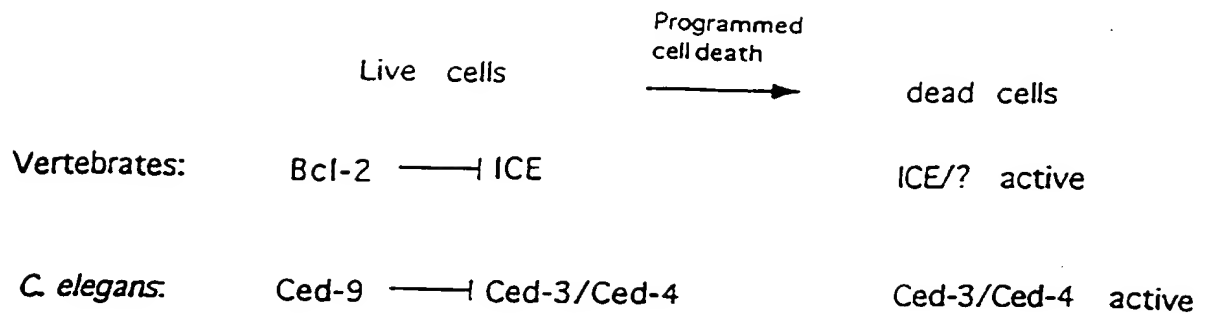 Programmed
cell death
Live cells
dead cells
Vertebrates: Bcl-2 ICE ICE/? active
C. elegans: Ced-9 Ced-3/Ced-4 Ced-3/Ced-4 active